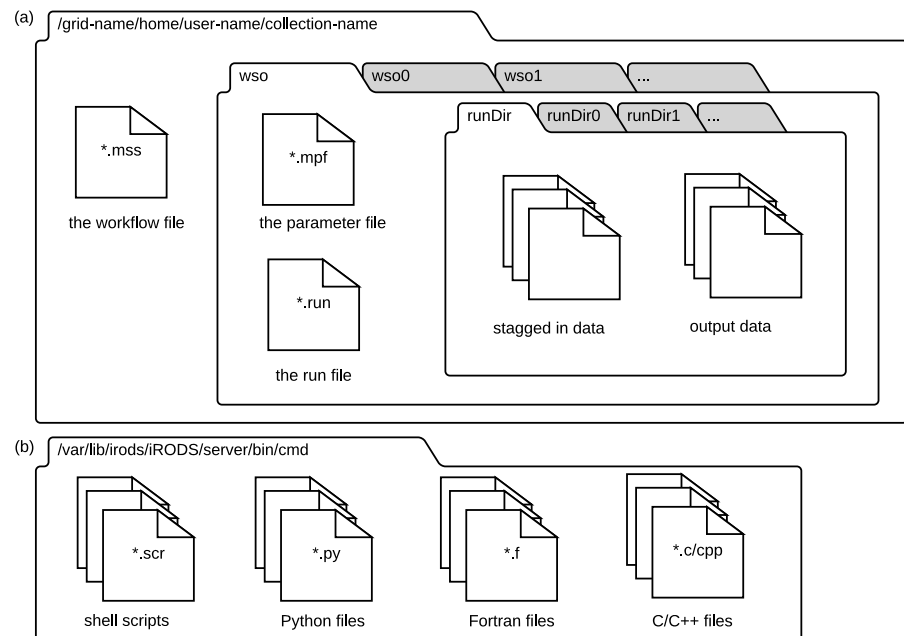 (a)
/grid-name/home/user-name/collection-name
wso
wso0
wso1
...
runDir
runDir0
runDir1
...
*.mss
the workflow file
*.mpf
the parameter file
*.run
the run file
stagged in data
output data
(b)
/var/lib/irods/iRODS/server/bin/cmd
*.scr
*.py
*.f
*.c/cpp
shell scripts
Python files
Fortran files
C/C++ files